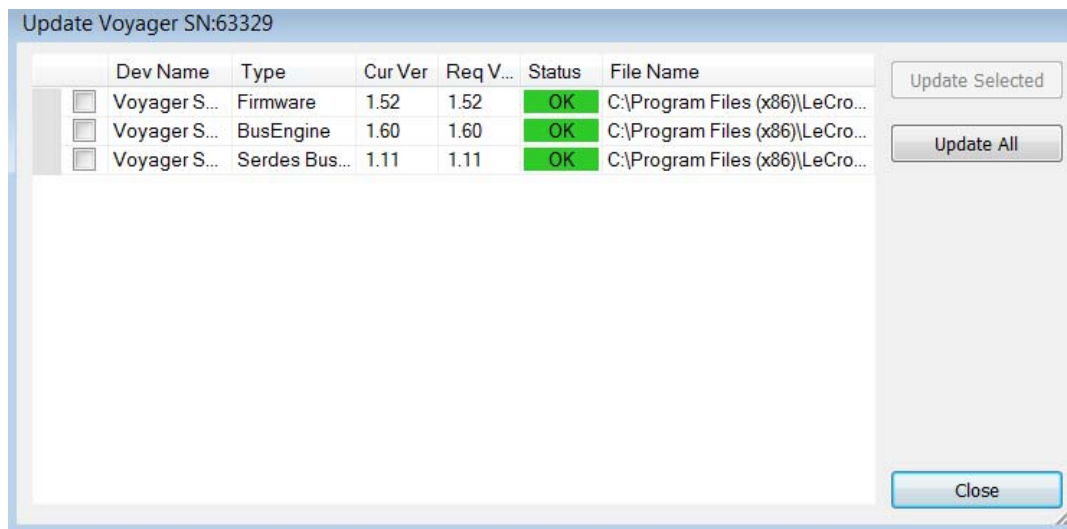 Update Voyager SN:63329
Dev Name Type Cur Ver Req V... Status File Name
Voyager S... Firmware 1.52 1.52 OK C:\Program Files (x86)\LeCro...
Voyager S... BusEngine 1.60 1.60 OK C:\Program Files (x86)\LeCro...
Voyager S... Serdes Bus... 1.11 1.11 OK C:\Program Files (x86)\LeCro...
Update Selected
Update All
Close